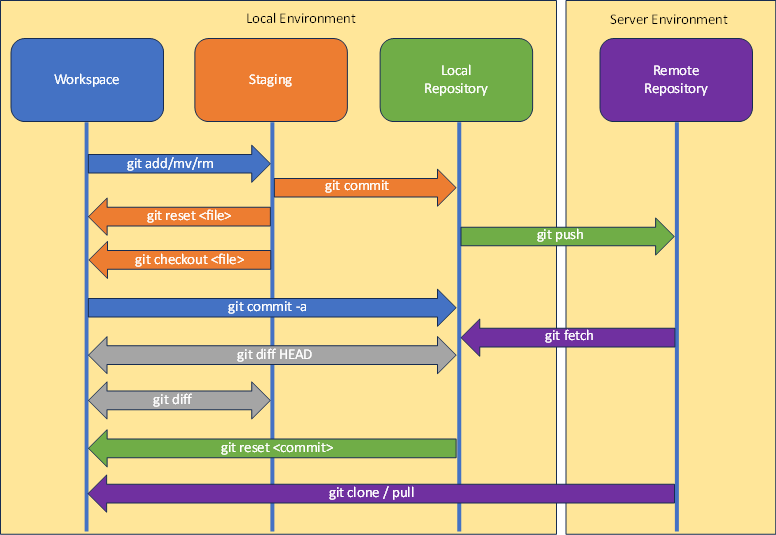 Local Environment
Server Environment
Workspace
Staging
Local
Repository
Remote
Repository
git add/mv/rm
git commit
git reset <file>
git push
git checkout <file>
git commit -a
git fetch
git diff HEAD
git diff
git reset <commit>
git clone / pull